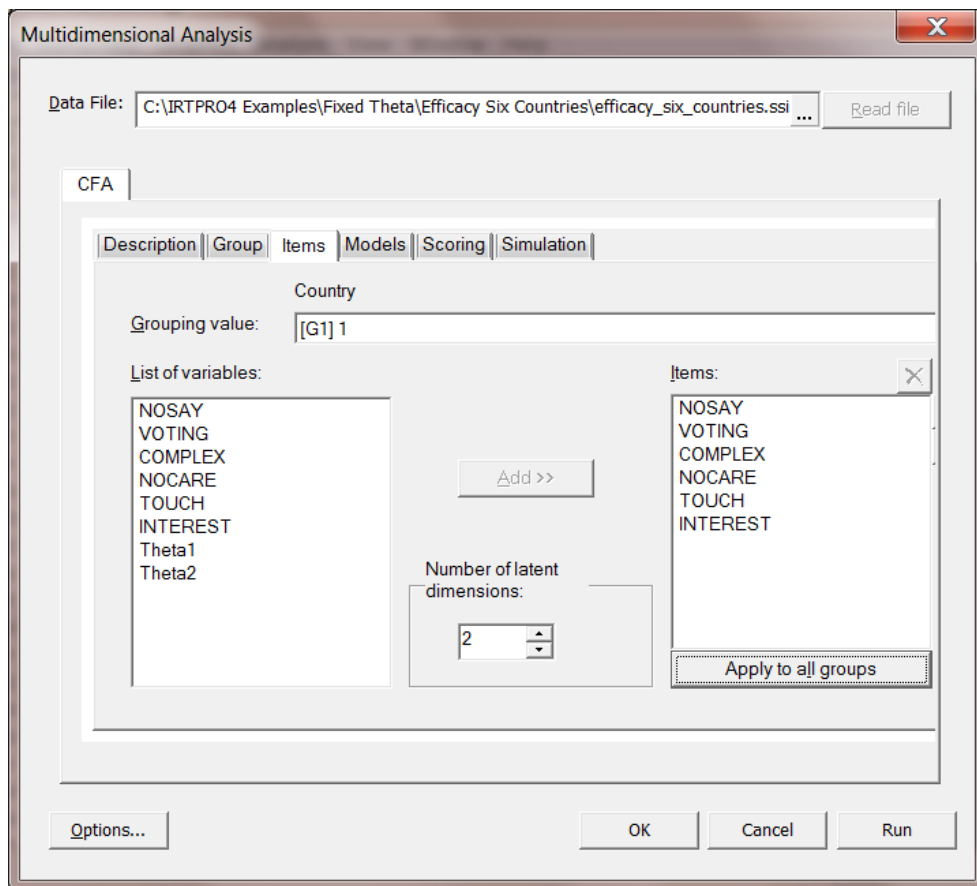 Multidimensional Analysis
X
Data File: C:\IRTPRO4 Examples\Fixed Theta\Efficacy Six Countries\efficacy_six_countries.ssi ... Read file
CFA
Description Group Items Models Scoring Simulation
Country
Grouping value: [G1] 1
List of variables:
NOSAY
VOTING
COMPLEX
NOCARE
TOUCH
INTEREST
Theta1
Theta2
Add >>
Number of latent
dimensions:
2
Items:
NOSAY
VOTING
COMPLEX
NOCARE
TOUCH
INTEREST
Apply to all groups
Options... OK Cancel Run